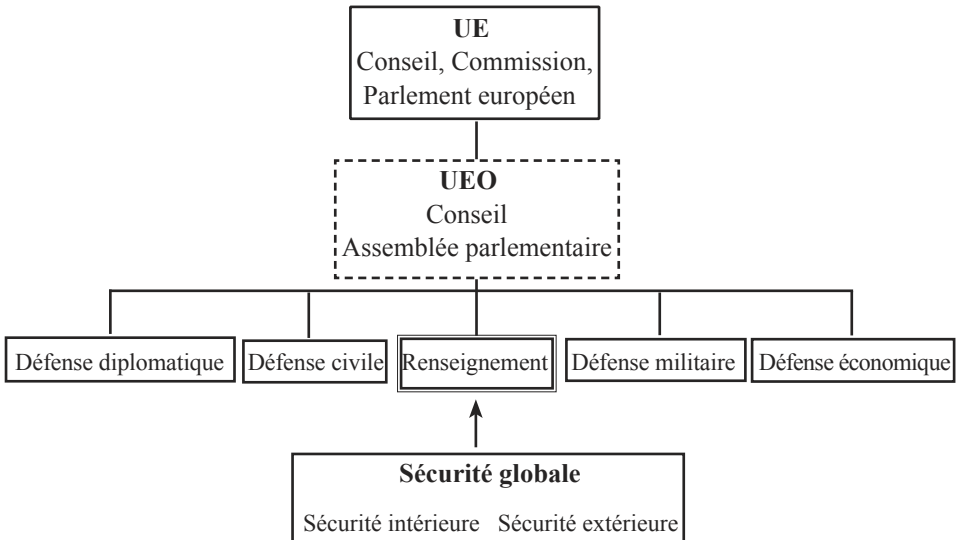 UE
Conseil, Commission,
Parlement européen
UEO
Conseil
Assemblée parlementaire
Défense diplomatique
Défense civile
Renseignement
Défense militaire
Défense économique
Sécurité globale
Sécurité intérieure Sécurité extérieure